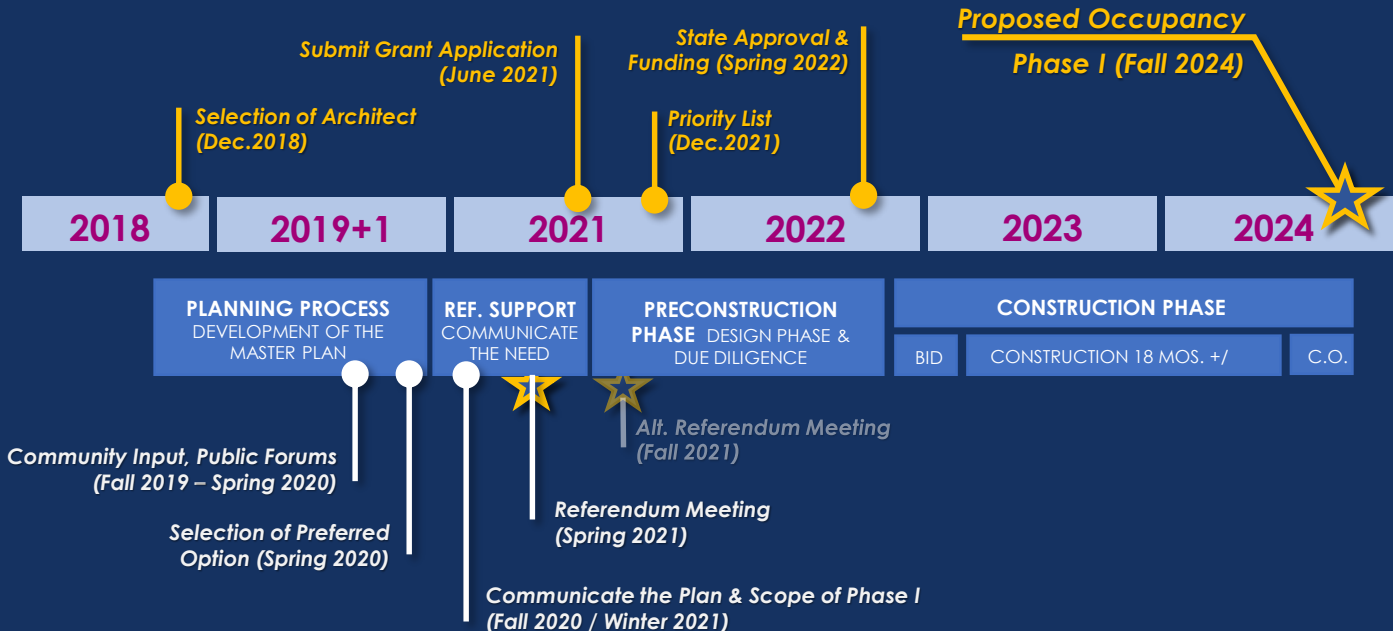 Proposed Occupancy
Phase I (Fall 2024)
Submit Grant Application
(June 2021)
State Approval &
Funding (Spring 2022)
Selection of Architect
(Dec.2018)
Priority List
(Dec.2021)
2018
2019+1
2021
2022
2023
2024
PLANNING PROCESS
DEVELOPMENT OF THE
MASTER PLAN
REF. SUPPORT
COMMUNICATE
THE NEED
PRECONSTRUCTION
PHASE DESIGN PHASE &
DUE DILIGENCE
CONSTRUCTION PHASE
BID
CONSTRUCTION 18 MOS. +/
C.O.
Alt. Referendum Meeting
(Fall 2021)
Community Input, Public Forums
(Fall 2019 – Spring 2020)
Referendum Meeting
(Spring 2021)
Selection of Preferred
Option (Spring 2020)
Communicate the Plan & Scope of Phase I
(Fall 2020 / Winter 2021)